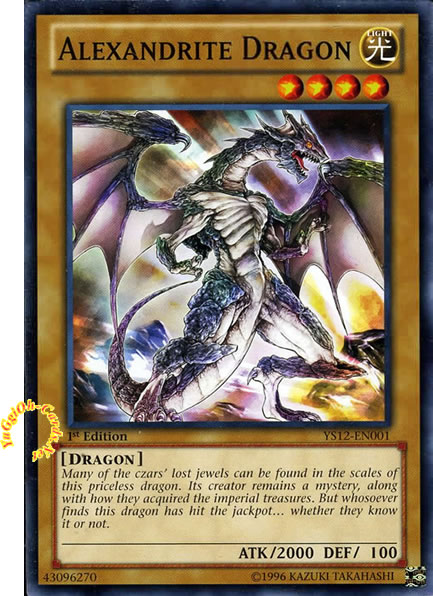 ALEXANDRITE DRAGON
LIGHT
光
1st Edition
YS12-EN001
[DRAGON]
Many of the czars' lost jewels can be found in the scales of
this priceless dragon. Its creator remains a mystery, along
with how they acquired the imperial treasures. But whosoever
finds this dragon has hit the jackpot... whether they know
it or not.
ATK/2000 DEF/ 100
43096270
©1996 KAZUKI TAKAHASHI
YuGgiOh-Cards.Net